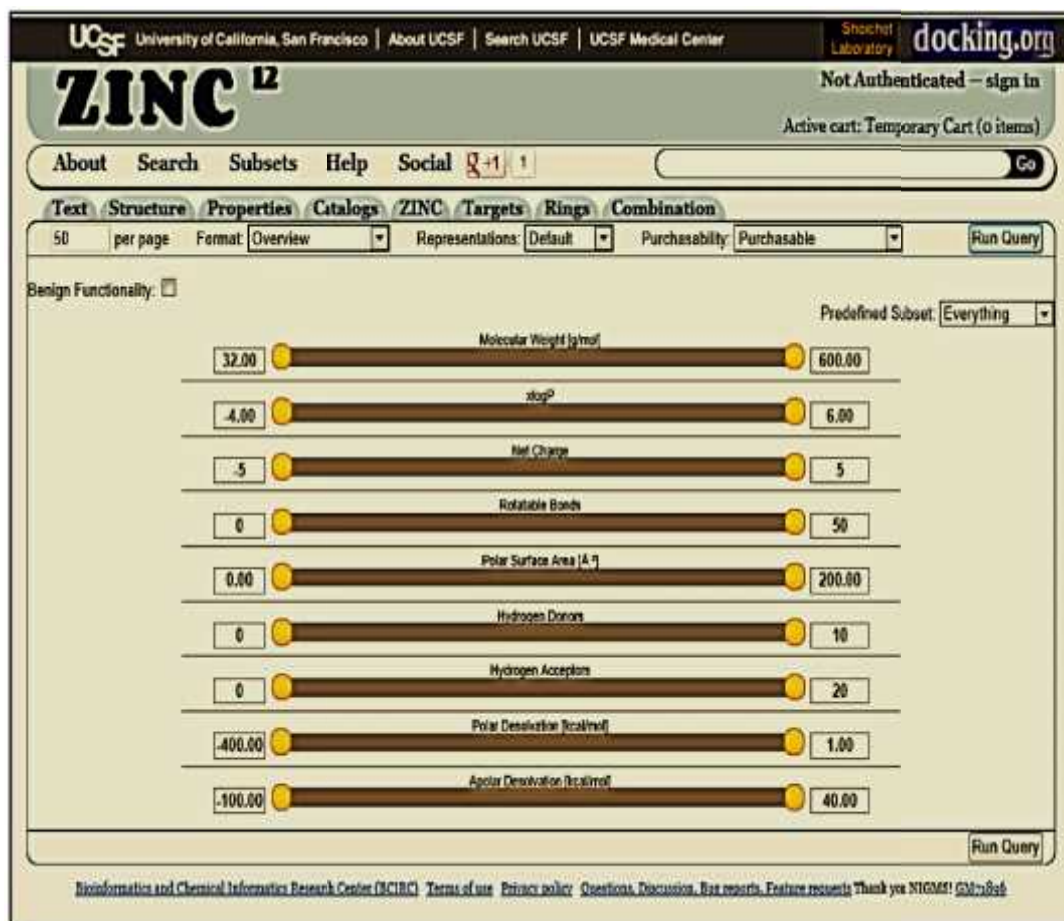 UCSF University of California, San Francisco | About UCSF | Search UCSF | UCSF Medical Center Shoichet Laboratory docking.org
ZINC 12
Not Authenticated — sign in
Active cart: Temporary Cart (0 items)
About Search Subsets Help Social g +1 1 Go
Text Structure Properties Catalogs ZINC Targets Rings Combination
50 per page Format: Overview Representations: Default Purchasability: Purchasable Run Query
Benign Functionality:
Predefined Subset: Everything
Molecular Weight [g/mol]
32.00 600.00
xlogP
-4.00 6.00
Net Charge
-5 5
Rotatable Bonds
0 50
Polar Surface Area [Å²]
0.00 200.00
Hydrogen Donors
0 10
Hydrogen Acceptors
0 20
Polar Desolvation [kcal/mol]
-400.00 1.00
Apolar Desolvation [kcal/mol]
-100.00 40.00
Run Query
Bioinformatics and Chemical Informatics Research Center (BCIRC) Terms of use Privacy policy Questions, Discussion, Bug reports, Feature requests Thank you NIGMS! GM71896